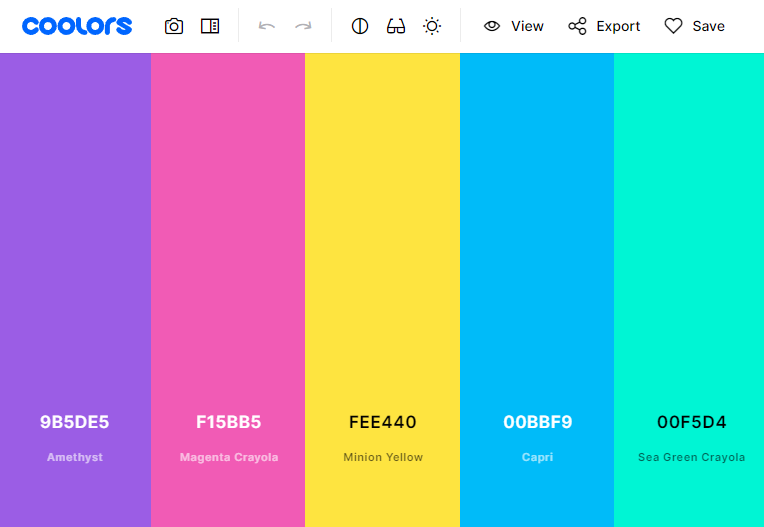 coolors View Export Save
9B5DE5 F15BB5 FEE440 00BBF9 00F5D4
Amethyst Magenta Crayola Minion Yellow Capri Sea Green Crayola